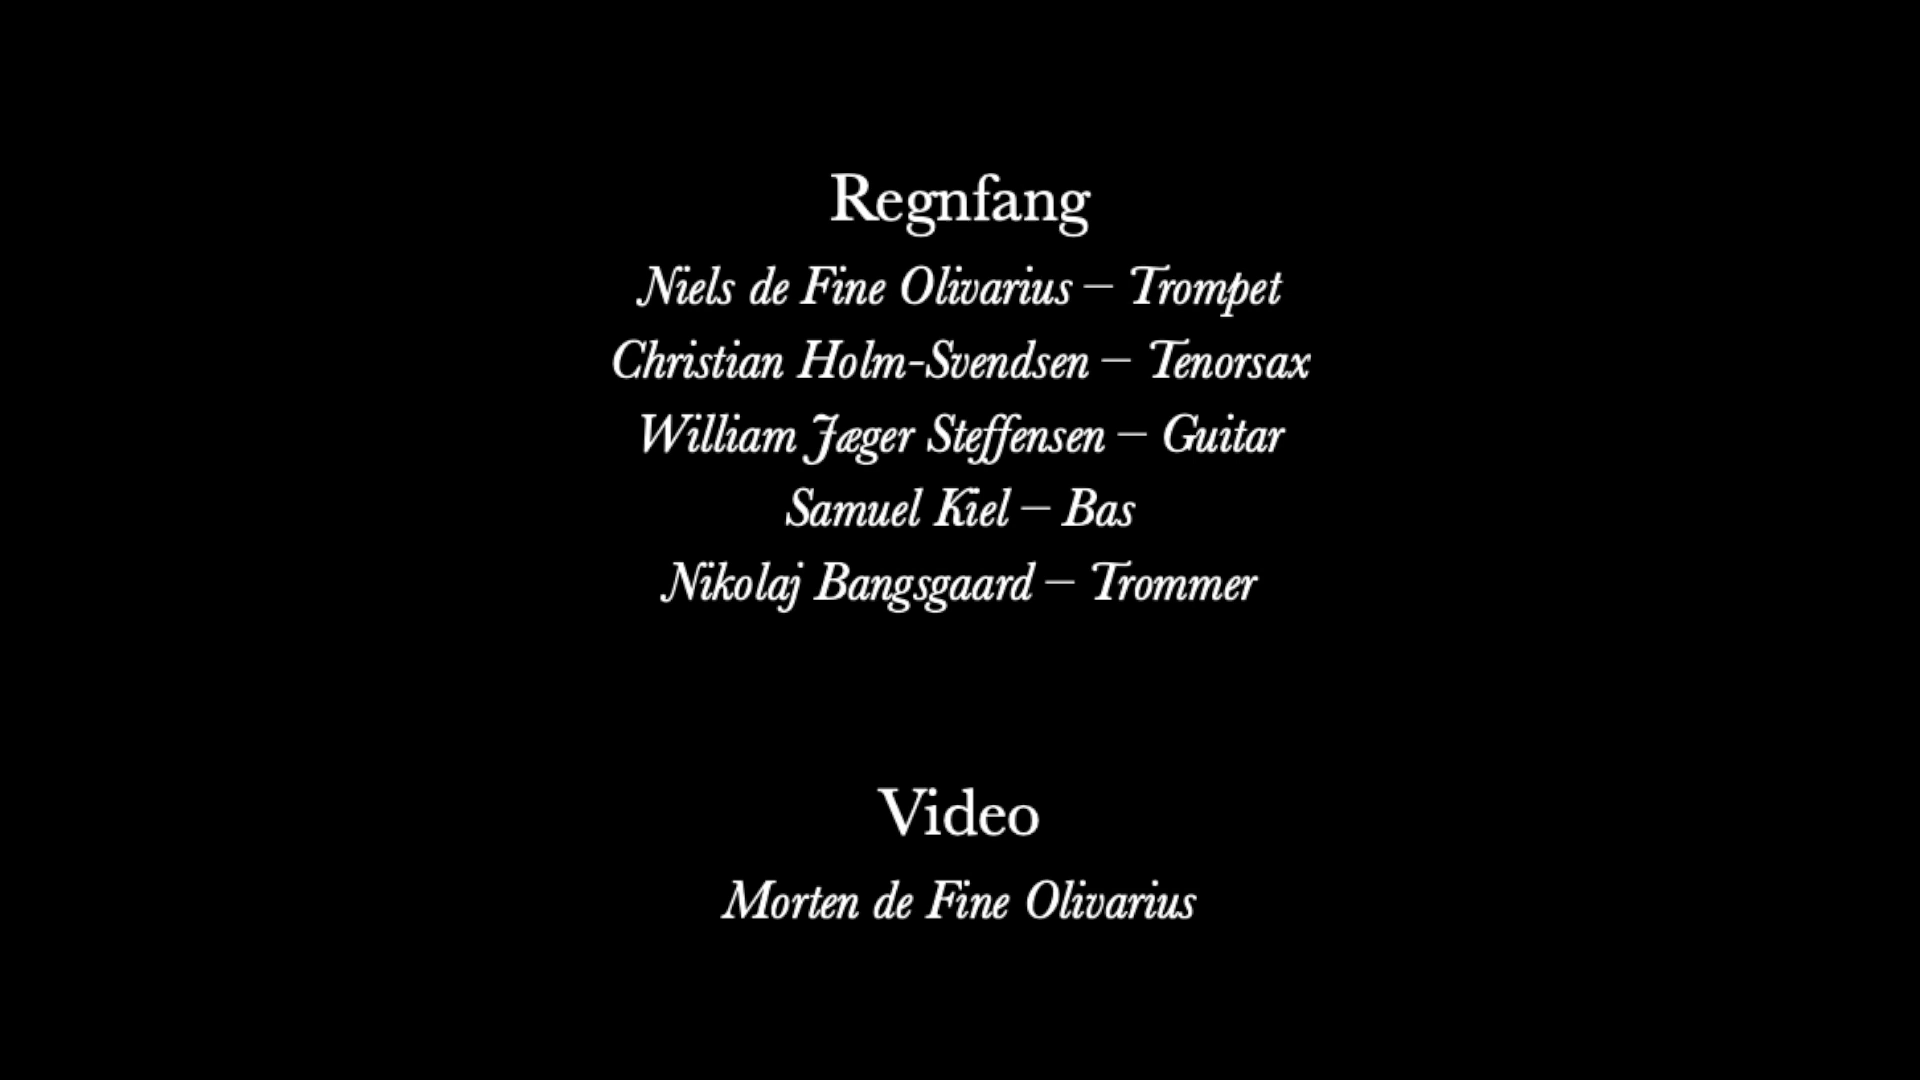 Regnfang
Niels de Fine Olivarius – Trompet
Christian Holm-Svendsen – Tenorsax
William Jæger Steffensen – Guitar
Samuel Kiel – Bas
Nikolaj Bangsgaard – Trommer
Video
Morten de Fine Olivarius